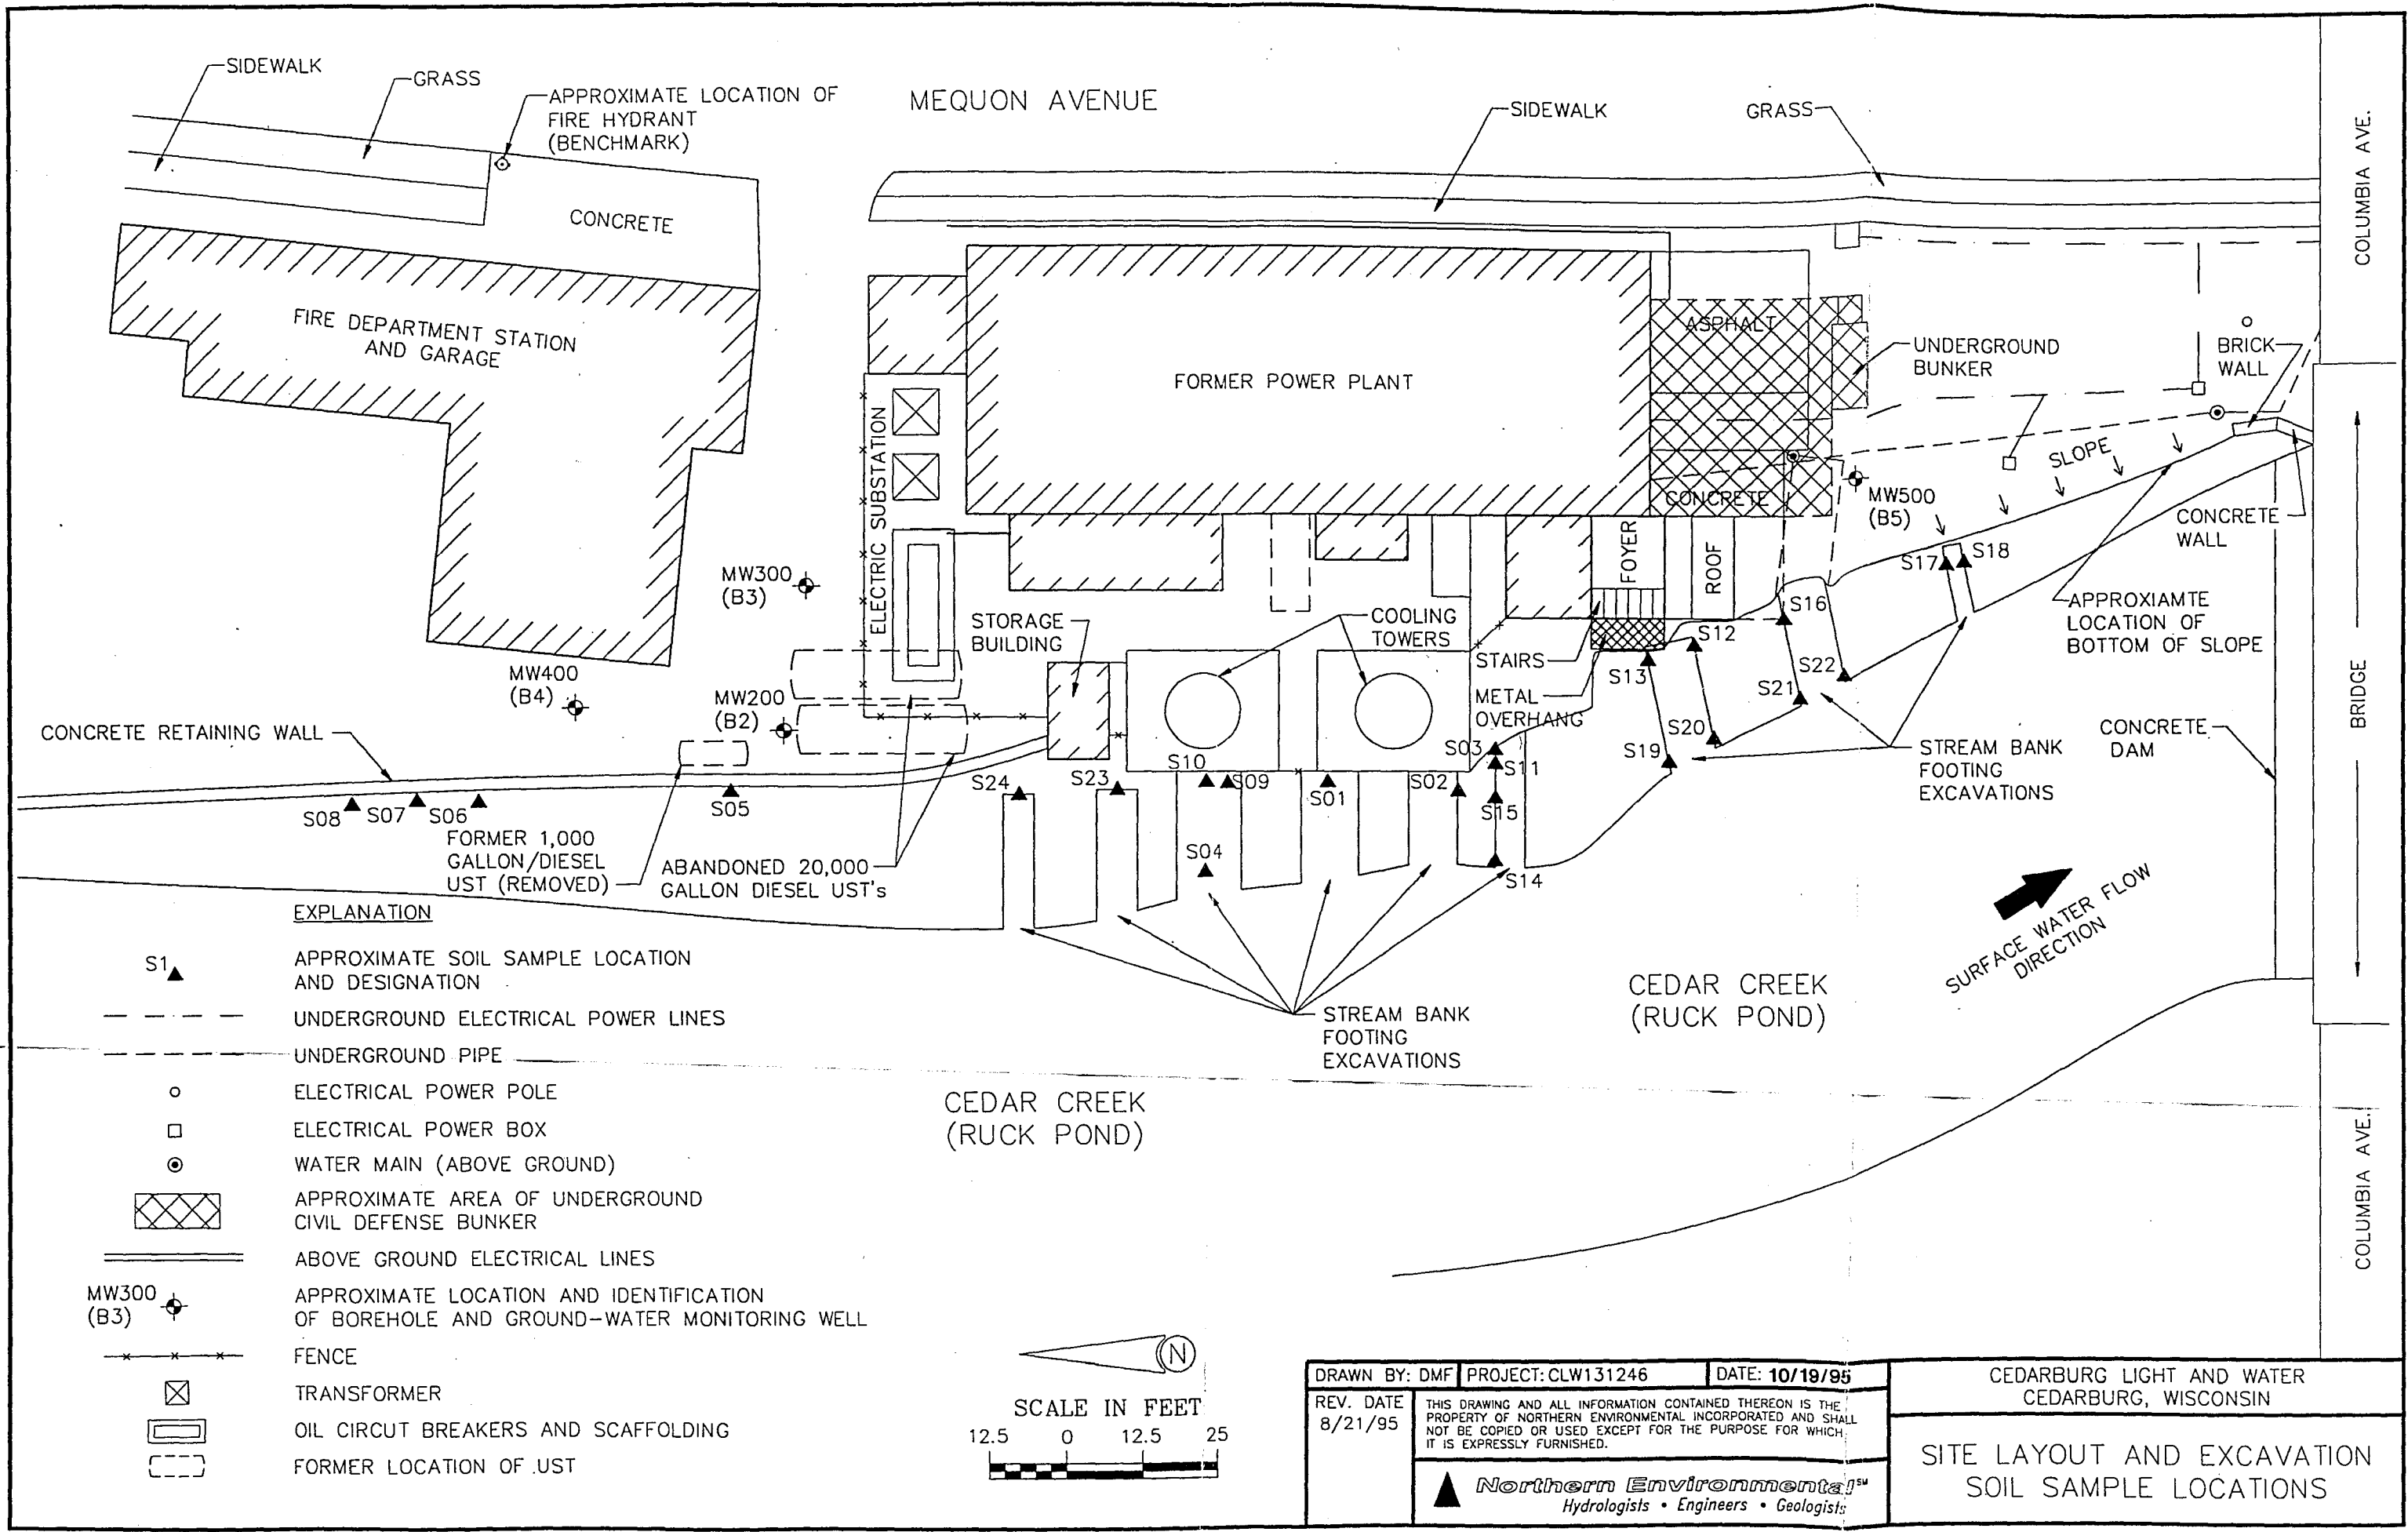 SIDEWALK
GRASS
APPROXIMATE LOCATION OF
FIRE HYDRANT
(BENCHMARK)
MEQUON AVENUE
SIDEWALK
GRASS
COLUMBIA AVE.
CONCRETE
FIRE DEPARTMENT STATION
AND GARAGE
FORMER POWER PLANT
ASPHALT
CONCRETE
UNDERGROUND
BUNKER
BRICK
WALL
SLOPE
MW500
(B5)
CONCRETE
WALL
ELECTRIC SUBSTATION
MW300
(B3)
MW400
(B4)
MW200
(B2)
STORAGE
BUILDING
COOLING
TOWERS
FOYER
ROOF
STAIRS
METAL
OVERHANG
S17
S18
S16
S12
S13
S22
S21
S20
S19
APPROXIAMTE
LOCATION OF
BOTTOM OF SLOPE
BRIDGE
CONCRETE
DAM
STREAM BANK
FOOTING
EXCAVATIONS
CONCRETE RETAINING WALL
S08
S07
S06
S05
S24
S23
S10
S09
S01
S02
S03
S11
S15
S04
S14
FORMER 1,000
GALLON/DIESEL
UST (REMOVED)
ABANDONED 20,000
GALLON DIESEL UST's
SURFACE WATER FLOW
DIRECTION
STREAM BANK
FOOTING
EXCAVATIONS
CEDAR CREEK
(RUCK POND)
CEDAR CREEK
(RUCK POND)
COLUMBIA AVE.
EXPLANATION
S1
APPROXIMATE SOIL SAMPLE LOCATION
AND DESIGNATION
UNDERGROUND ELECTRICAL POWER LINES
UNDERGROUND PIPE
ELECTRICAL POWER POLE
ELECTRICAL POWER BOX
WATER MAIN (ABOVE GROUND)
APPROXIMATE AREA OF UNDERGROUND
CIVIL DEFENSE BUNKER
ABOVE GROUND ELECTRICAL LINES
MW300
(B3)
APPROXIMATE LOCATION AND IDENTIFICATION
OF BOREHOLE AND GROUND-WATER MONITORING WELL
FENCE
TRANSFORMER
OIL CIRCUT BREAKERS AND SCAFFOLDING
FORMER LOCATION OF UST
N
SCALE IN FEET
12.5 0 12.5 25
DRAWN BY: DMF PROJECT: CLW131246 DATE: 10/19/95
REV. DATE
8/21/95
THIS DRAWING AND ALL INFORMATION CONTAINED THEREON IS THE
PROPERTY OF NORTHERN ENVIRONMENTAL INCORPORATED AND SHALL
NOT BE COPIED OR USED EXCEPT FOR THE PURPOSE FOR WHICH
IT IS EXPRESSLY FURNISHED.
Northern Environmental SM
Hydrologists • Engineers • Geologists
CEDARBURG LIGHT AND WATER
CEDARBURG, WISCONSIN
SITE LAYOUT AND EXCAVATION
SOIL SAMPLE LOCATIONS